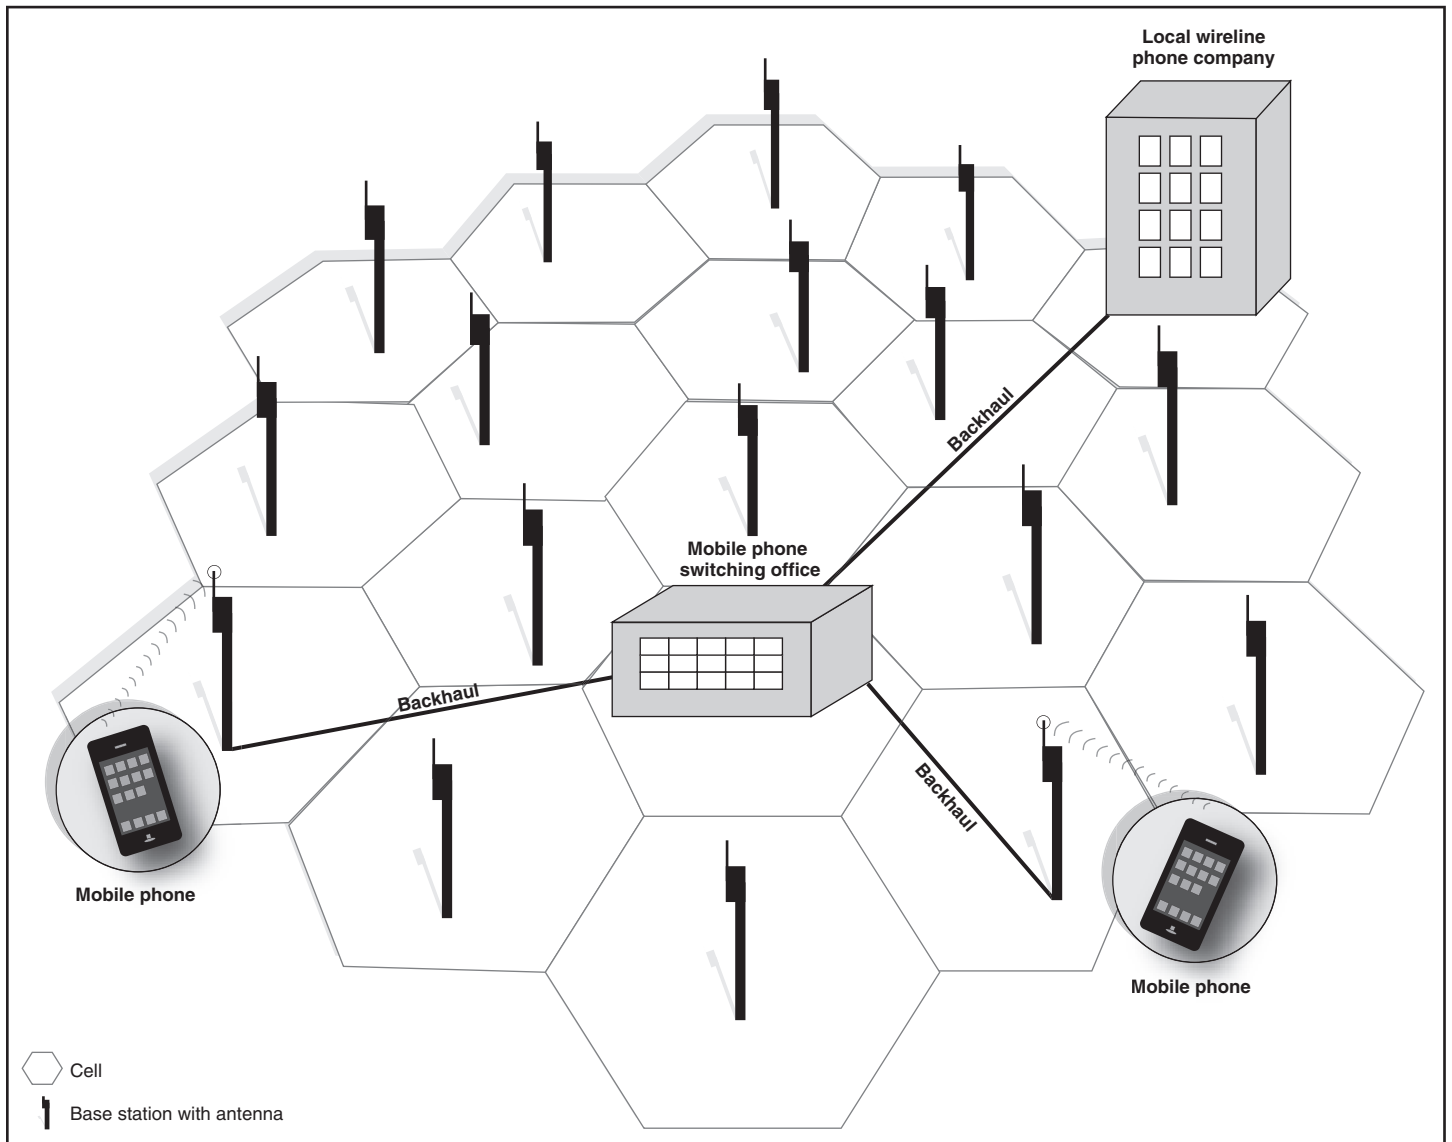 Local wireline
phone company
Backhaul
Mobile phone
switching office
Backhaul
Backhaul
Mobile phone
Mobile phone
Cell
Base station with antenna